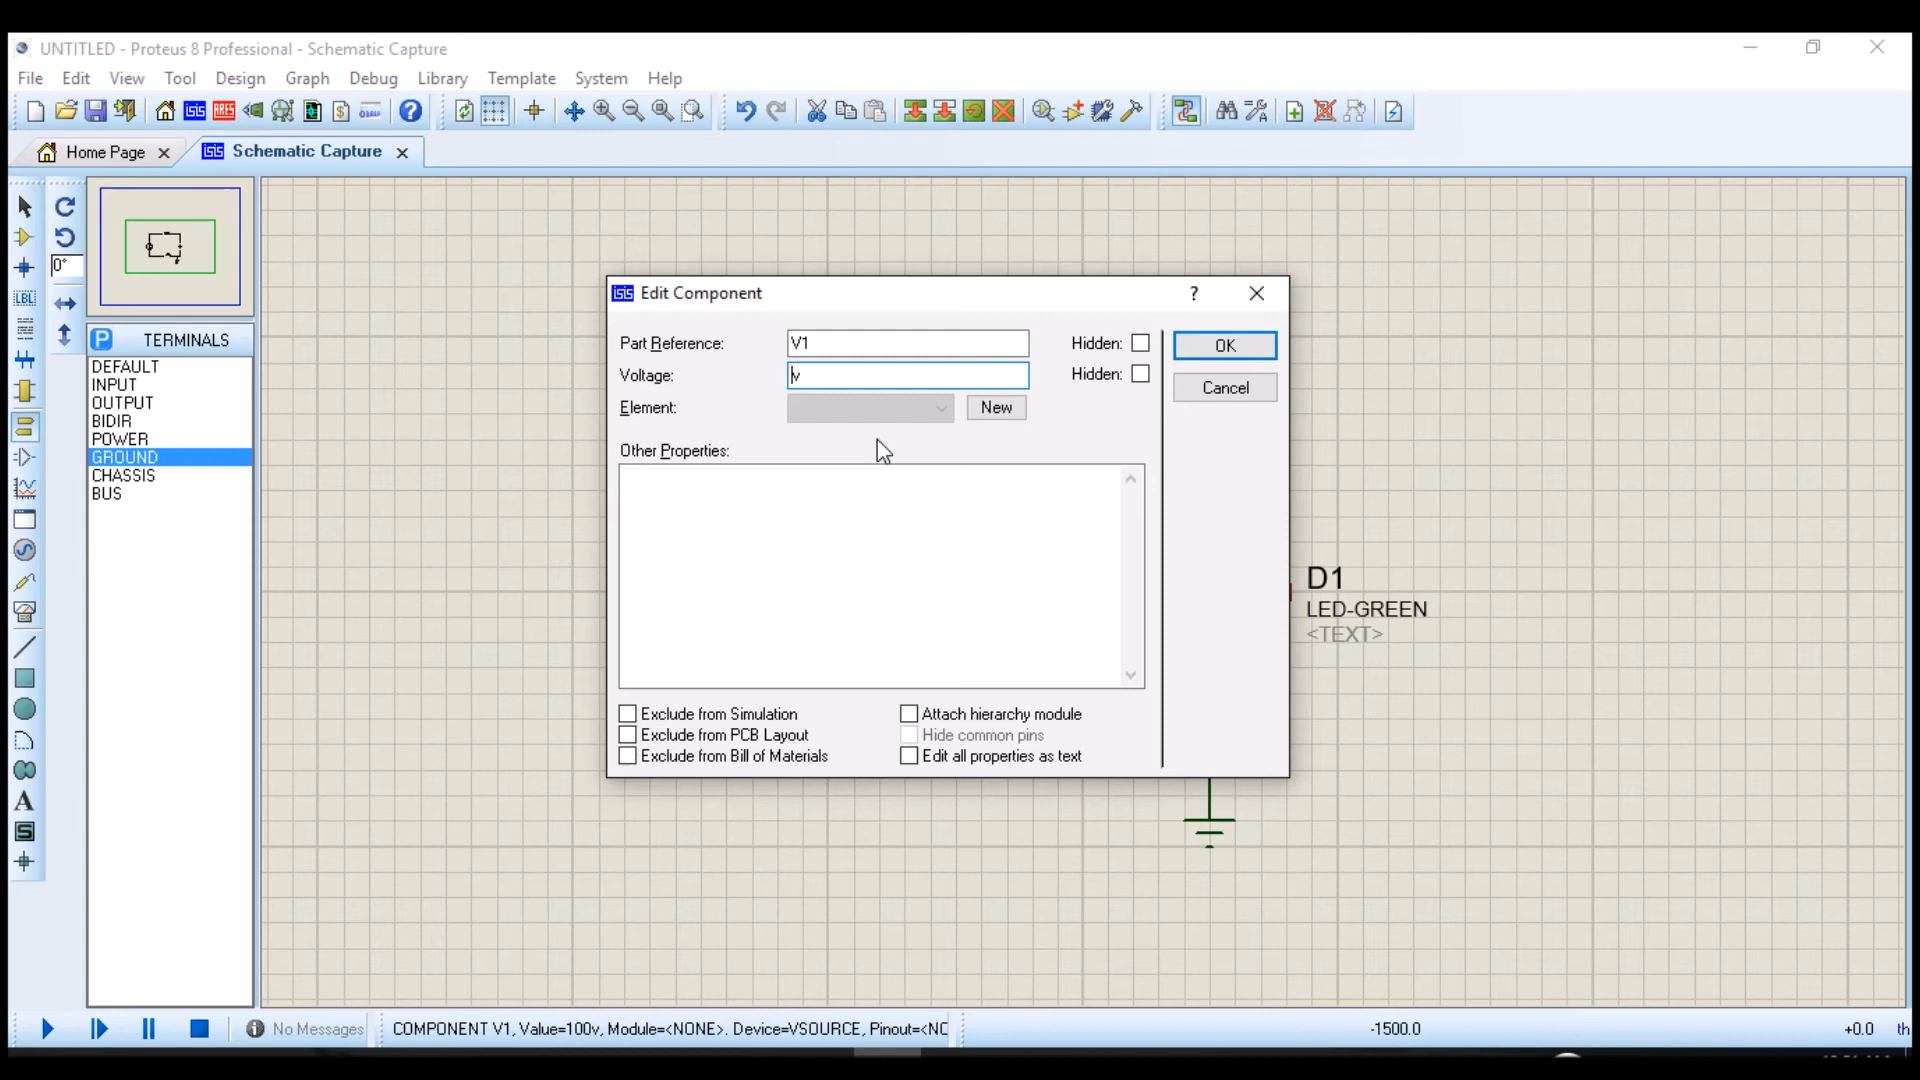 UNTITLED - Proteus 8 Professional - Schematic Capture
File Edit View Tool Design Graph Debug Library Template System Help
Home Page
Schematic Capture
0°
LBL
P TERMINALS
DEFAULT
INPUT
OUTPUT
BIDIR
POWER
GROUND
CHASSIS
BUS
A
S
isis Edit Component ?
Part Reference: V1 Hidden: OK
Voltage: v Hidden: Cancel
Element: New
Other Properties:
Exclude from Simulation Attach hierarchy module
Exclude from PCB Layout Hide common pins
Exclude from Bill of Materials Edit all properties as text
D1
LED-GREEN
<TEXT>
No Messages COMPONENT V1, Value=100v, Module=<NONE>. Device=VSOURCE, Pinout=<NC -1500.0 +0.0 th